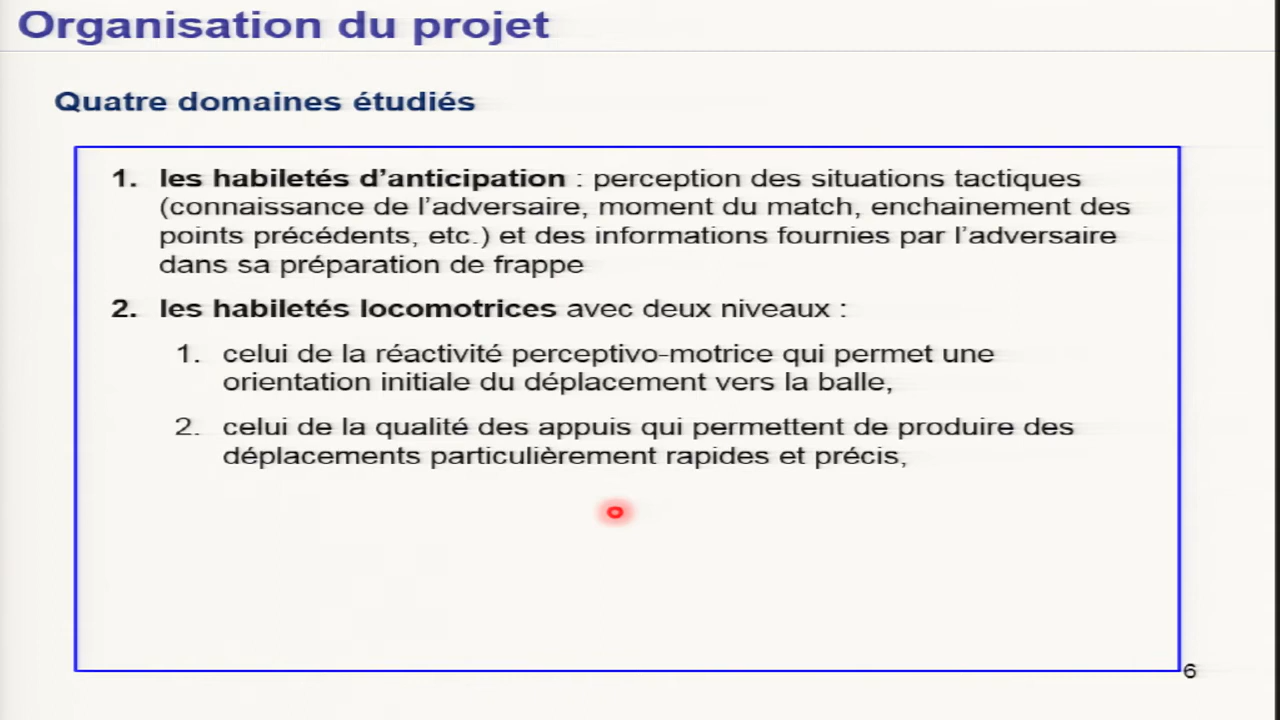 Organisation du projet
Quatre domaines étudiés
1. les habiletés d’anticipation : perception des situations tactiques
(connaissance de l’adversaire, moment du match, enchainement des
points précédents, etc.) et des informations fournies par l’adversaire
dans sa préparation de frappe
2. les habiletés locomotrices avec deux niveaux :
1. celui de la réactivité perceptivo-motrice qui permet une
orientation initiale du déplacement vers la balle,
2. celui de la qualité des appuis qui permettent de produire des
déplacements particulièrement rapides et précis,
6